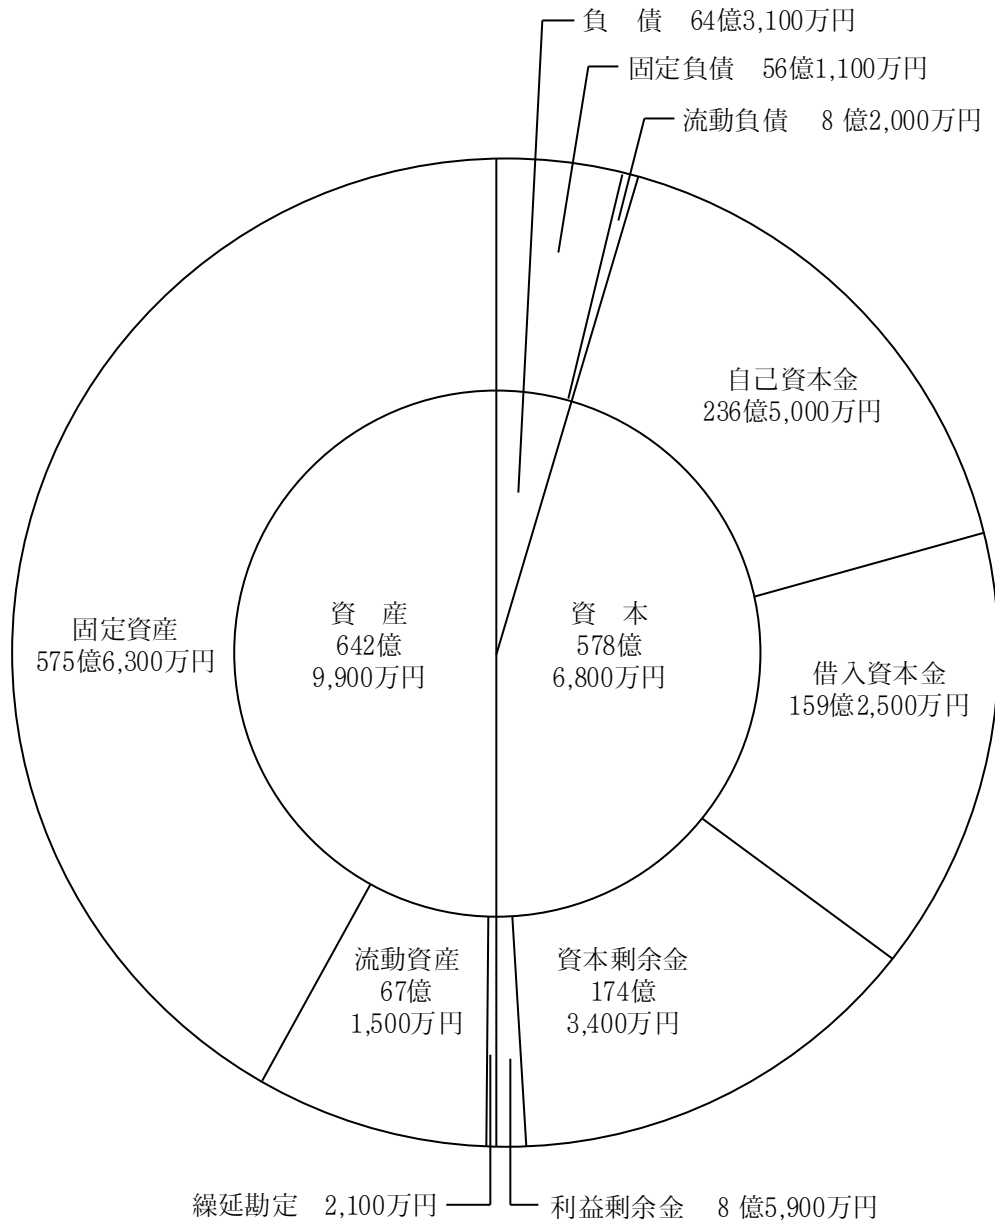 負　債　64億3,100万円
固定負債　56億1,100万円
流動負債　8 億2,000万円
自己資本金
236億5,000万円
資　産
642億
9,900万円
資　本
578億
6,800万円
固定資産
575億6,300万円
借入資本金
159億2,500万円
流動資産
67億
1,500万円
資本剰余金
174億
3,400万円
繰延勘定　2,100万円
利益剰余金　8 億5,900万円